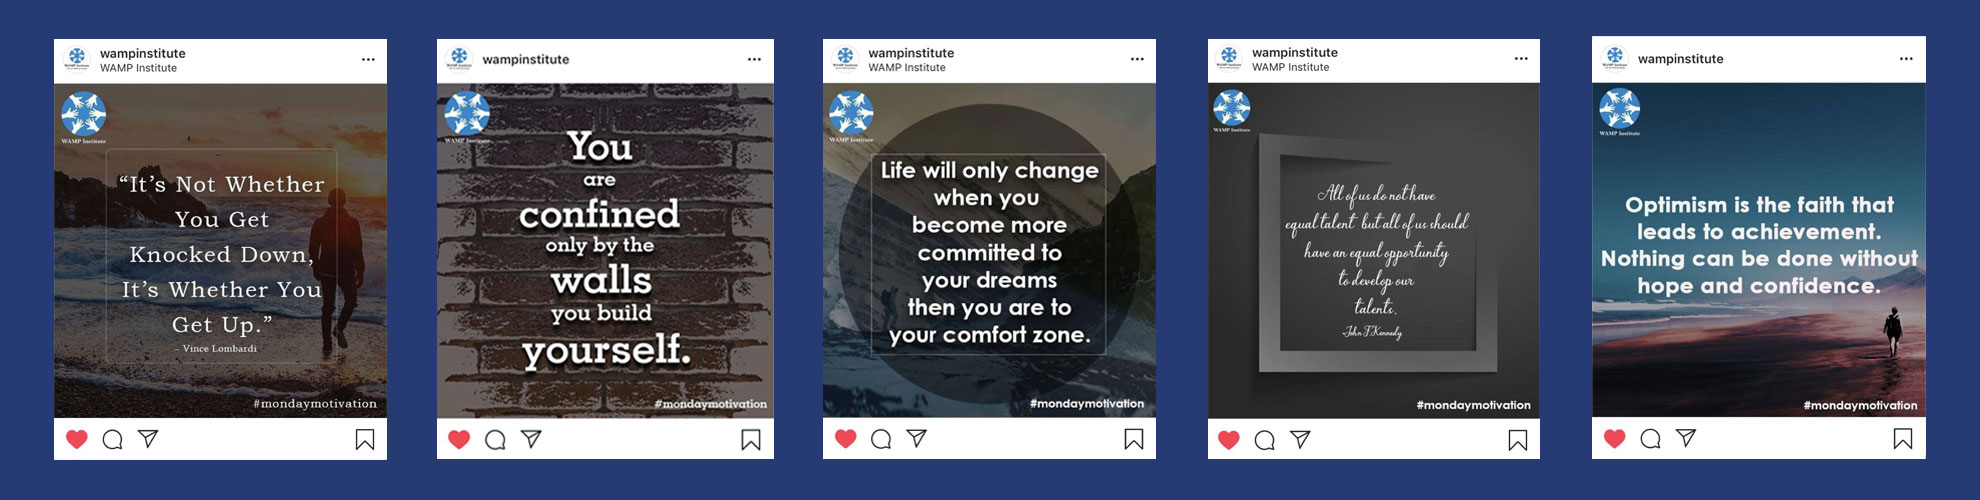 wampinstitute
WAMP Institute
WAMP Institute
“It’s Not Whether
You Get
Knocked Down,
It’s Whether You
Get Up.”
– Vince Lombardi
#mondaymotivation
wampinstitute
WAMP Institute
You
are
confined
only by the
walls
you build
yourself.
#mondaymotivation
wampinstitute
WAMP Institute
WAMP Institute
Life will only change
when you
become more
committed to
your dreams
then you are to
your comfort zone.
#mondaymotivation
wampinstitute
WAMP Institute
WAMP Institute
All of us do not have
equal talent but all of us should
have an equal opportunity
to develop our
talents.
-John F.Kennedy
#mondaymotivation
wampinstitute
WAMP Institute
Optimism is the faith that
leads to achievement.
Nothing can be done without
hope and confidence.
#mondaymotivation